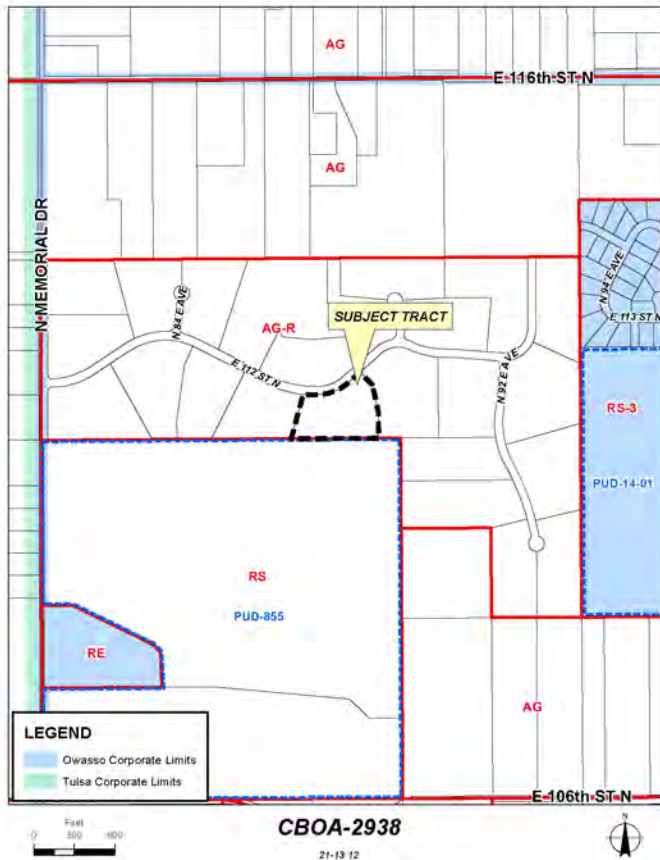 AG
E 116th ST N
AG
N MEMORIAL DR
N 94 E AVE
N 84 E AVE
SUBJECT TRACT
E 113 ST N
AG-R
E 112 ST N
N 92 E AVE
RS-3
PUD-14-01
RS
PUD-855
RE
AG
LEGEND
Owasso Corporate Limits
Tulsa Corporate Limits
E 106th ST N
Feet
0 300 600
CBOA-2938
21-13 12
N